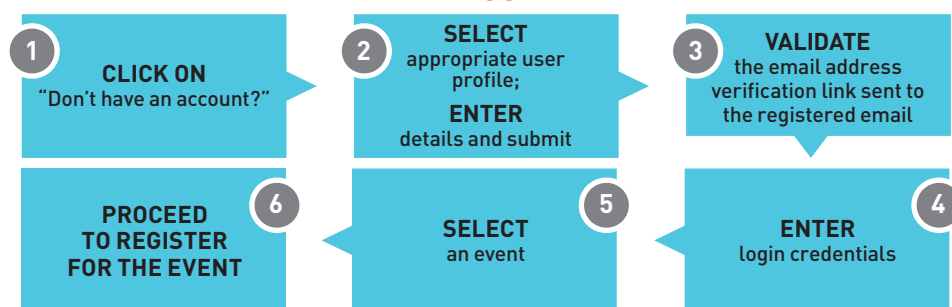 1
CLICK ON
“Don’t have an account?”
2
SELECT
appropriate user
profile;
ENTER
details and submit
3
VALIDATE
the email address
verification link sent to
the registered email
4
ENTER
login credentials
5
SELECT
an event
6
PROCEED
TO REGISTER
FOR THE EVENT